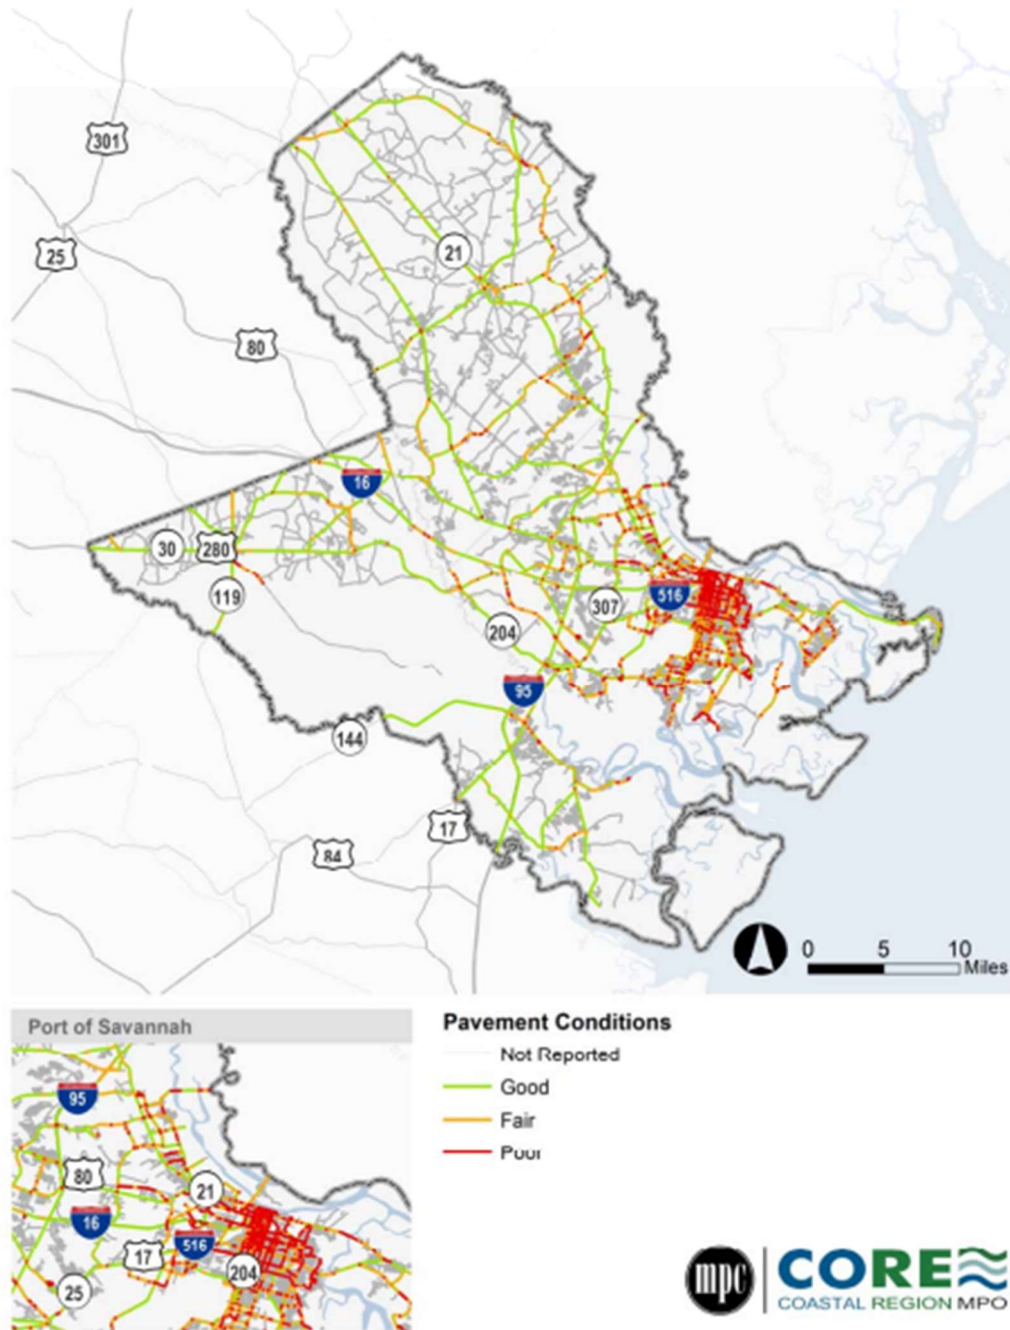 301
25
21
80
16
30
280
119
307
516
204
95
144
17
84
0 5 10
Miles
Port of Savannah
95
80
21
16
17
516
25
204
Pavement Conditions
Not Reported
Good
Fair
Poor
mpc
CORE
COASTAL REGION MPO